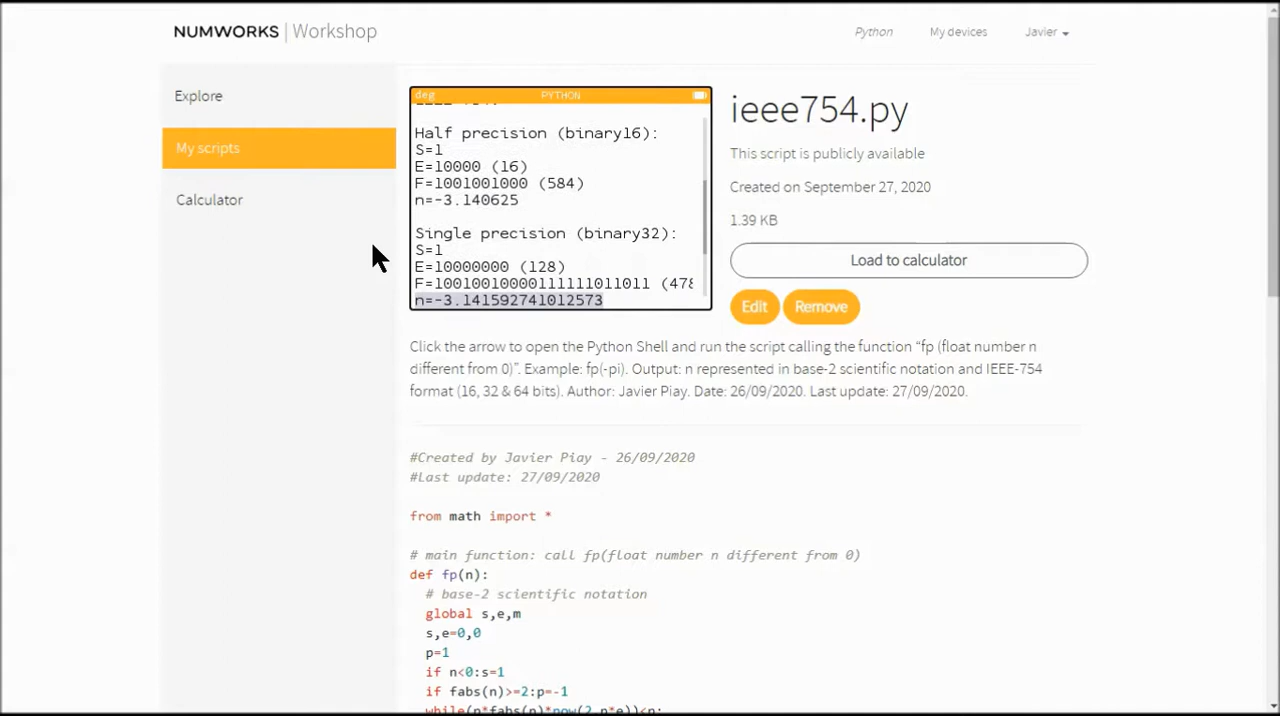 NUMWORKS | Workshop
Python
My devices
Javier
Explore
My scripts
Calculator
deg
PYTHON
Half precision (binary16):
S=1
E=10000 (16)
F=1001001000 (584)
n=-3.140625
Single precision (binary32):
S=1
E=10000000 (128)
F=10010010000111111011011 (478
n=-3.141592741012573
ieee754.py
This script is publicly available
Created on September 27, 2020
1.39 KB
Load to calculator
Edit
Remove
Click the arrow to open the Python Shell and run the script calling the function “fp (float number n
different from 0)”. Example: fp(-pi). Output: n represented in base-2 scientific notation and IEEE-754
format (16, 32 & 64 bits). Author: Javier Piay. Date: 26/09/2020. Last update: 27/09/2020.
#Created by Javier Piay - 26/09/2020
#Last update: 27/09/2020
from math import *
# main function: call fp(float number n different from 0)
def fp(n):
# base-2 scientific notation
global s,e,m
s,e=0,0
p=1
if n<0:s=1
if fabs(n)>=2:p=-1